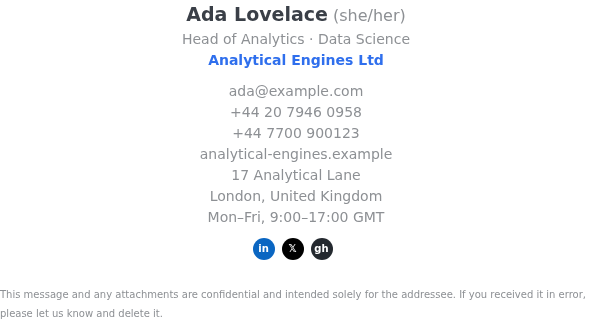 Ada Lovelace (she/her)
Head of Analytics · Data Science
Analytical Engines Ltd
ada@example.com
+44 20 7946 0958
+44 7700 900123
analytical-engines.example
17 Analytical Lane
London, United Kingdom
Mon–Fri, 9:00–17:00 GMT
in 𝕏 gh
This message and any attachments are confidential and intended solely for the addressee. If you received it in error,
please let us know and delete it.